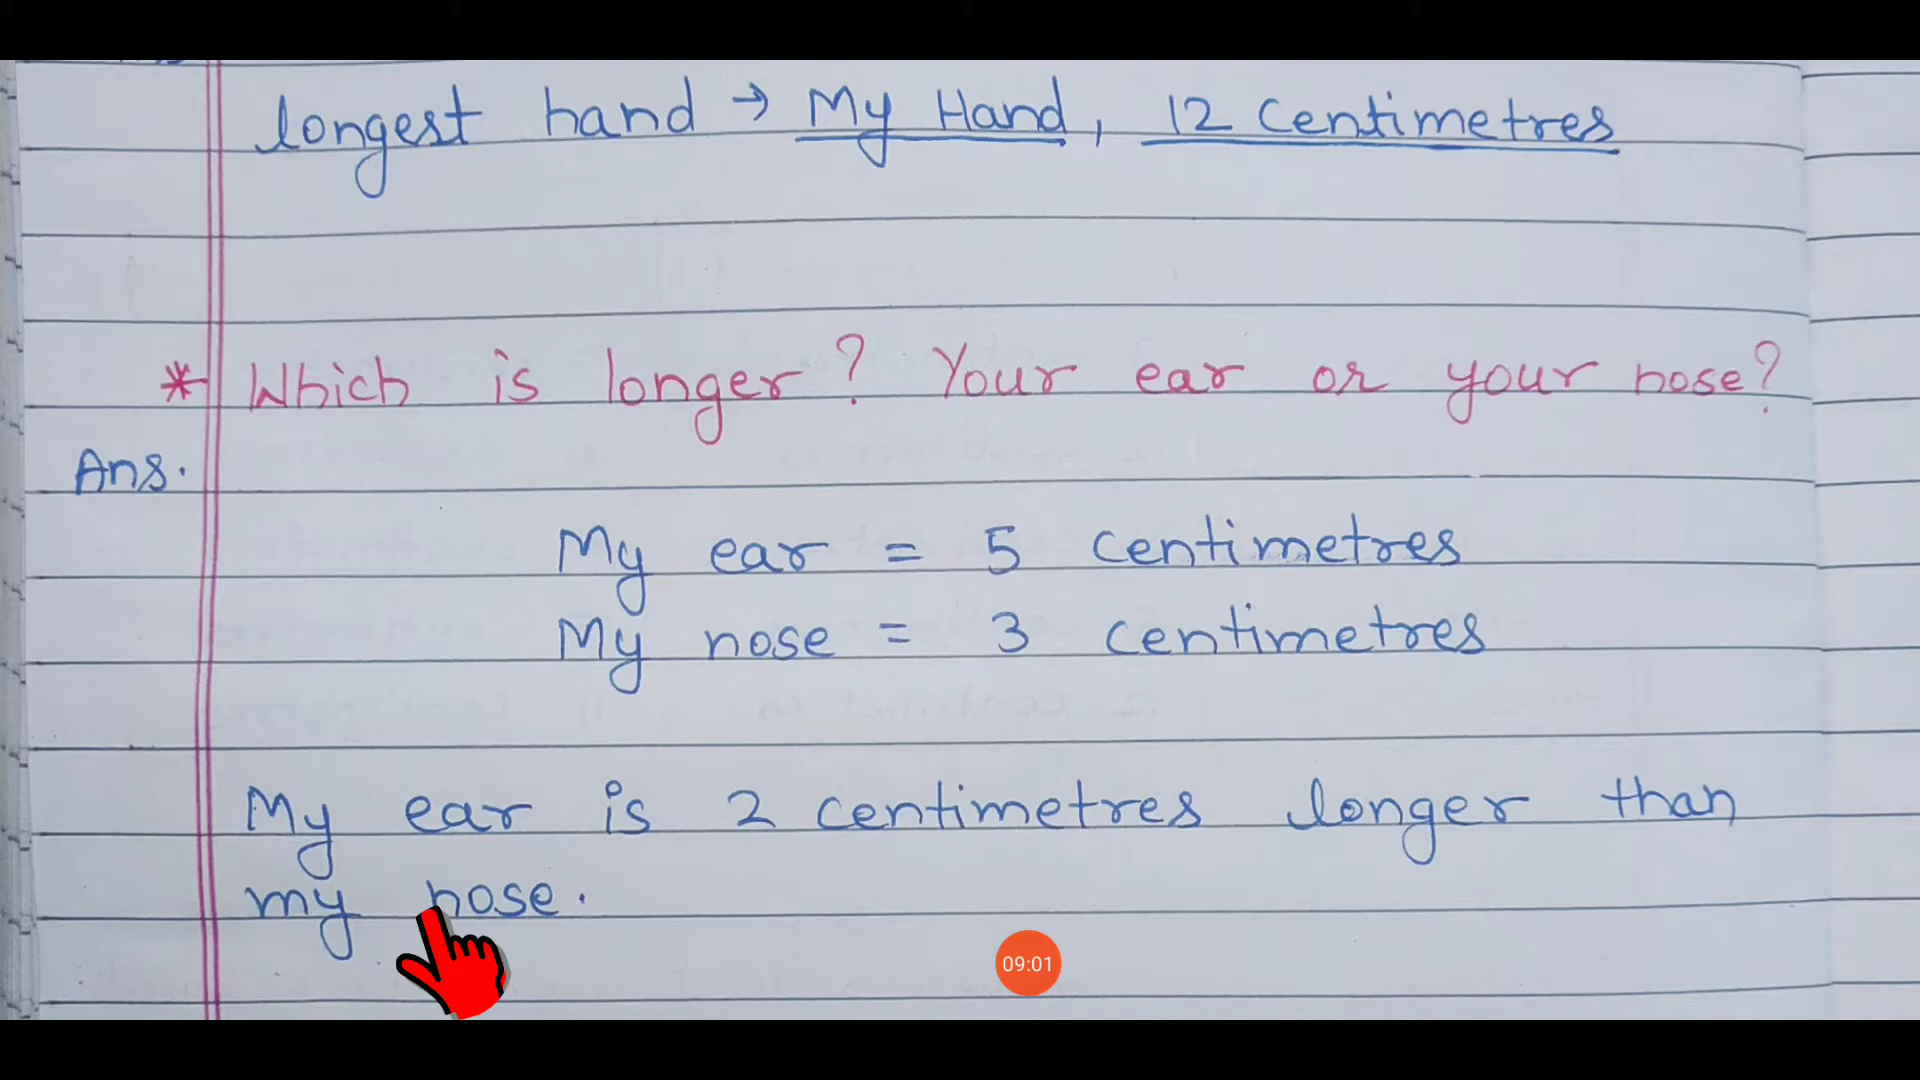 longest hand → My Hand, 12 Centimetres
* Which is longer? Your ear or your nose?
Ans.
My ear = 5 centimetres
My nose = 3 centimetres
My ear is 2 centimetres longer than
my nose.
09:01